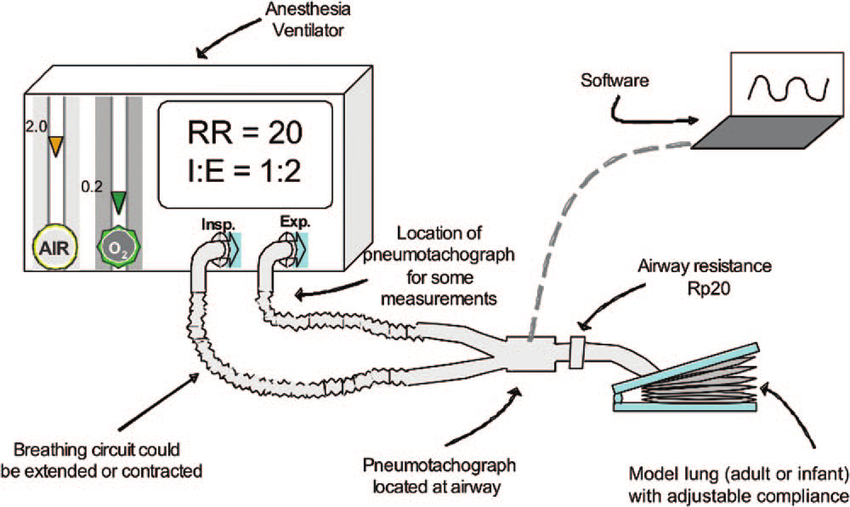 Anesthesia
Ventilator
Software
2.0
0.2
RR = 20
I:E = 1:2
Insp.
Exp.
AIR
O₂
Location of
pneumotachograph
for some
measurements
Airway resistance
Rp20
Breathing circuit could
be extended or contracted
Pneumotachograph
located at airway
Model lung (adult or infant)
with adjustable compliance